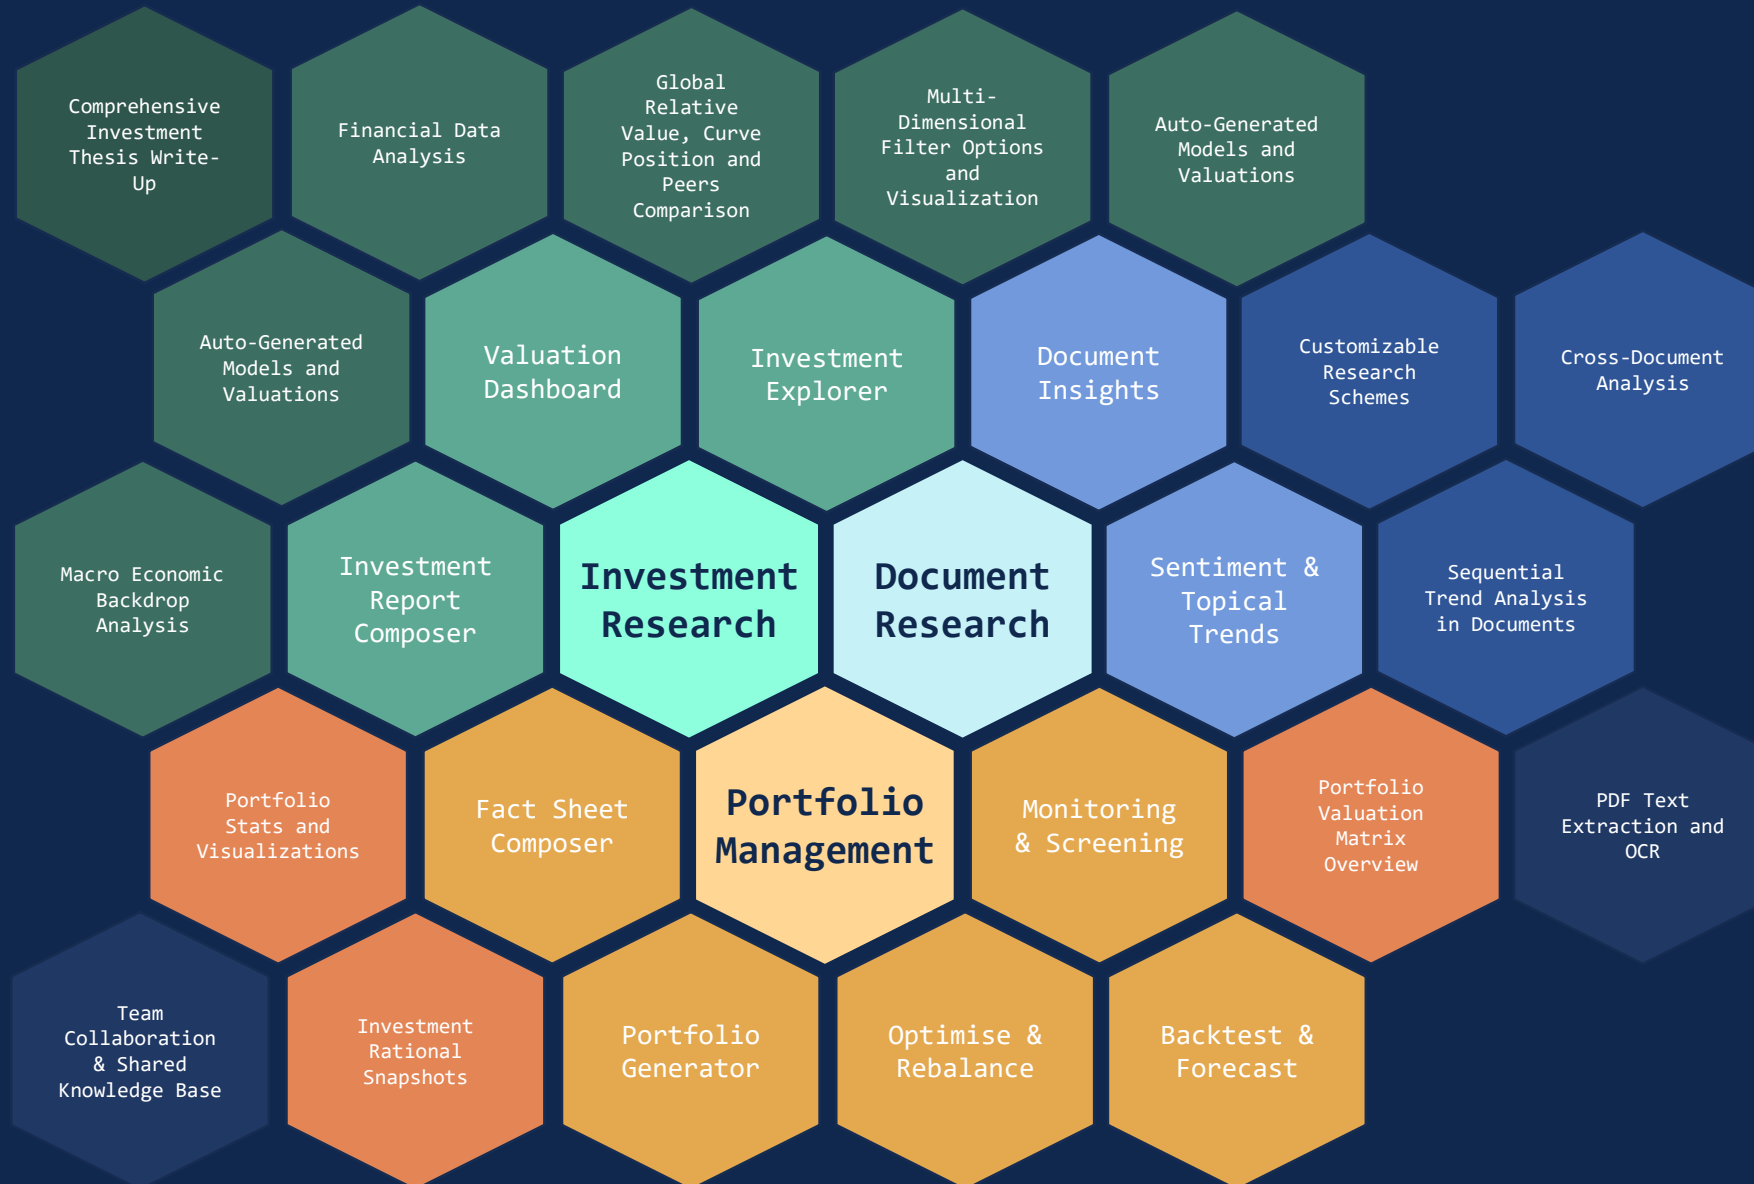 Comprehensive
Investment
Thesis Write-
Up
Financial Data
Analysis
Global
Relative
Value, Curve
Position and
Peers
Comparison
Multi-
Dimensional
Filter Options
and
Visualization
Auto-Generated
Models and
Valuations
Auto-Generated
Models and
Valuations
Valuation
Dashboard
Investment
Explorer
Document
Insights
Customizable
Research
Schemes
Cross-Document
Analysis
Macro Economic
Backdrop
Analysis
Investment
Report
Composer
Investment
Research
Document
Research
Sentiment &
Topical
Trends
Sequential
Trend Analysis
in Documents
Portfolio
Stats and
Visualizations
Fact Sheet
Composer
Portfolio
Management
Monitoring
& Screening
Portfolio
Valuation
Matrix
Overview
PDF Text
Extraction and
OCR
Team
Collaboration
& Shared
Knowledge Base
Investment
Rational
Snapshots
Portfolio
Generator
Optimise &
Rebalance
Backtest &
Forecast